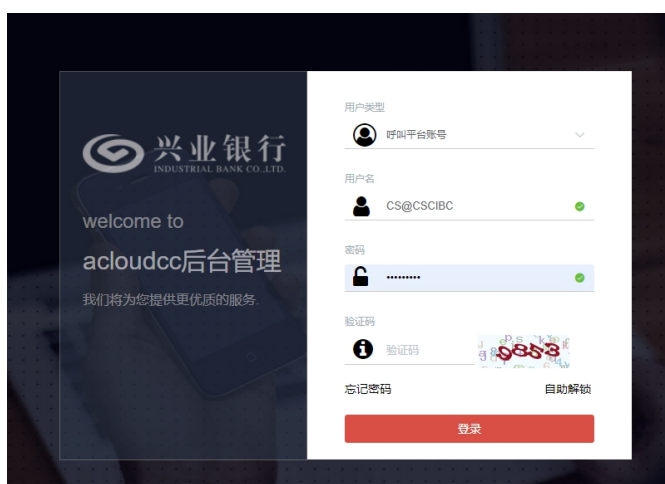 兴业银行
INDUSTRIAL BANK CO.,LTD.
welcome to
acloudcc后台管理
我们将为您提供更优质的服务.
用户类型
呼叫平台账号
用户名
CS@CSCIBC
密码
•••••••••
验证码
验证码
忘记密码
自助解锁
登录